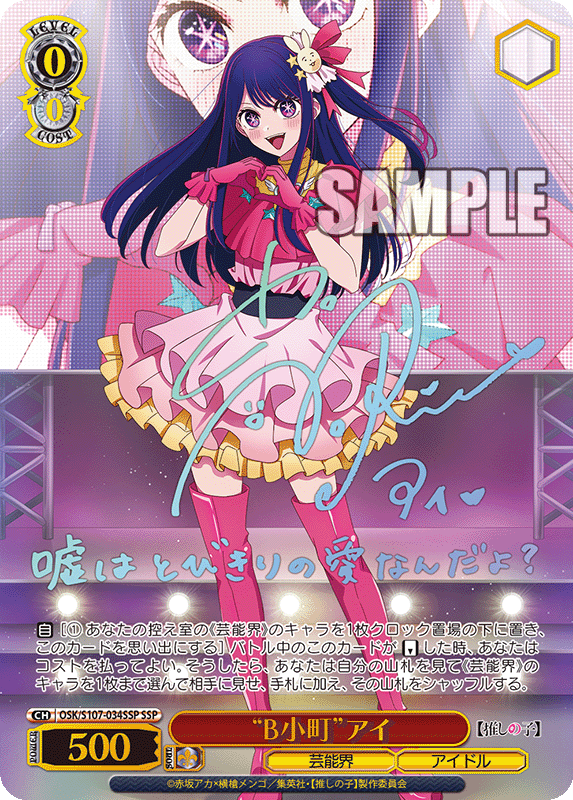 LEVEL
0
0
COST
SAMPLE
アイ
嘘はとびきりの愛なんだよ?
自 [① あなたの控え室の《芸能界》のキャラを1枚クロック置場の下に置き、
このカードを思い出にする] バトル中のこのカードが した時、あなたは
コストを払ってよい。そうしたら、あなたは自分の山札を見て《芸能界》の
キャラを1枚まで選んで相手に見せ、手札に加え、その山札をシャッフルする。
CH OSK/S107-034SSP SSP
“B小町”アイ
【推しの子】
POWER 500 SOUL
芸能界 アイドル
©赤坂アカ×横槍メンゴ/集英社・【推しの子】製作委員会